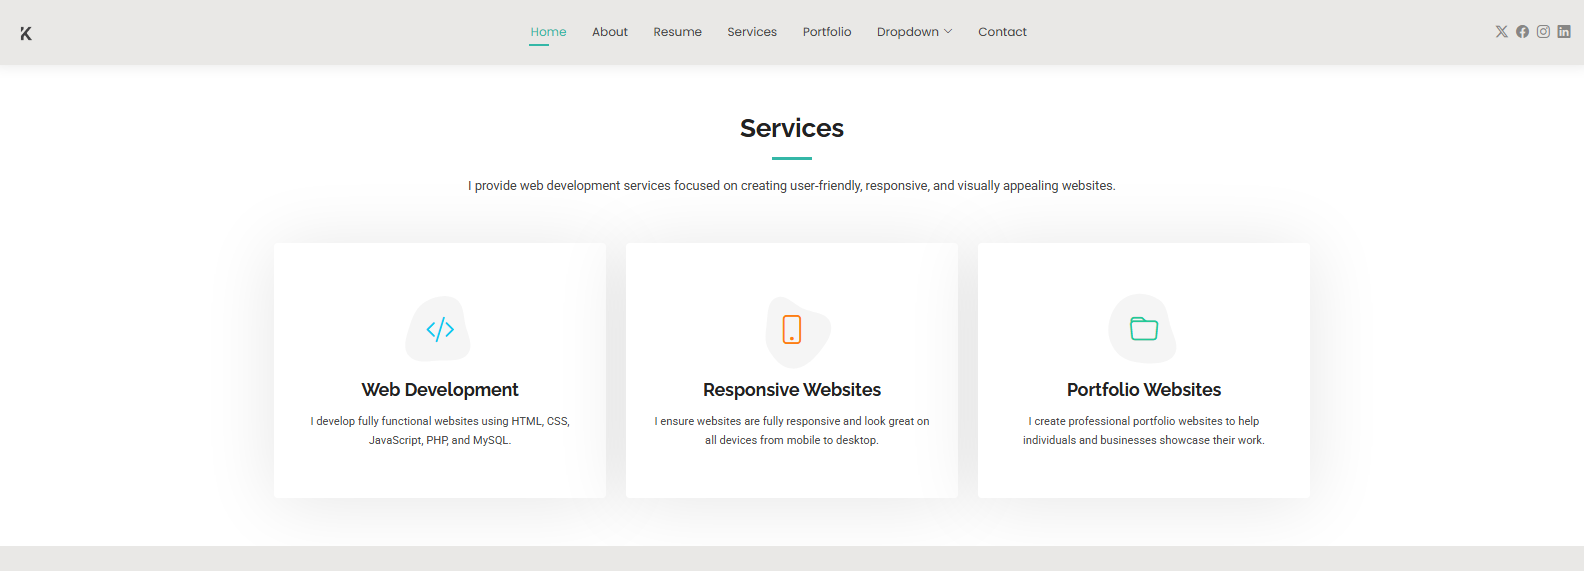 K
Home About Resume Services Portfolio Dropdown Contact
Services
I provide web development services focused on creating user-friendly, responsive, and visually appealing websites.
Web Development
I develop fully functional websites using HTML, CSS,
JavaScript, PHP, and MySQL.
Responsive Websites
I ensure websites are fully responsive and look great on
all devices from mobile to desktop.
Portfolio Websites
I create professional portfolio websites to help
individuals and businesses showcase their work.